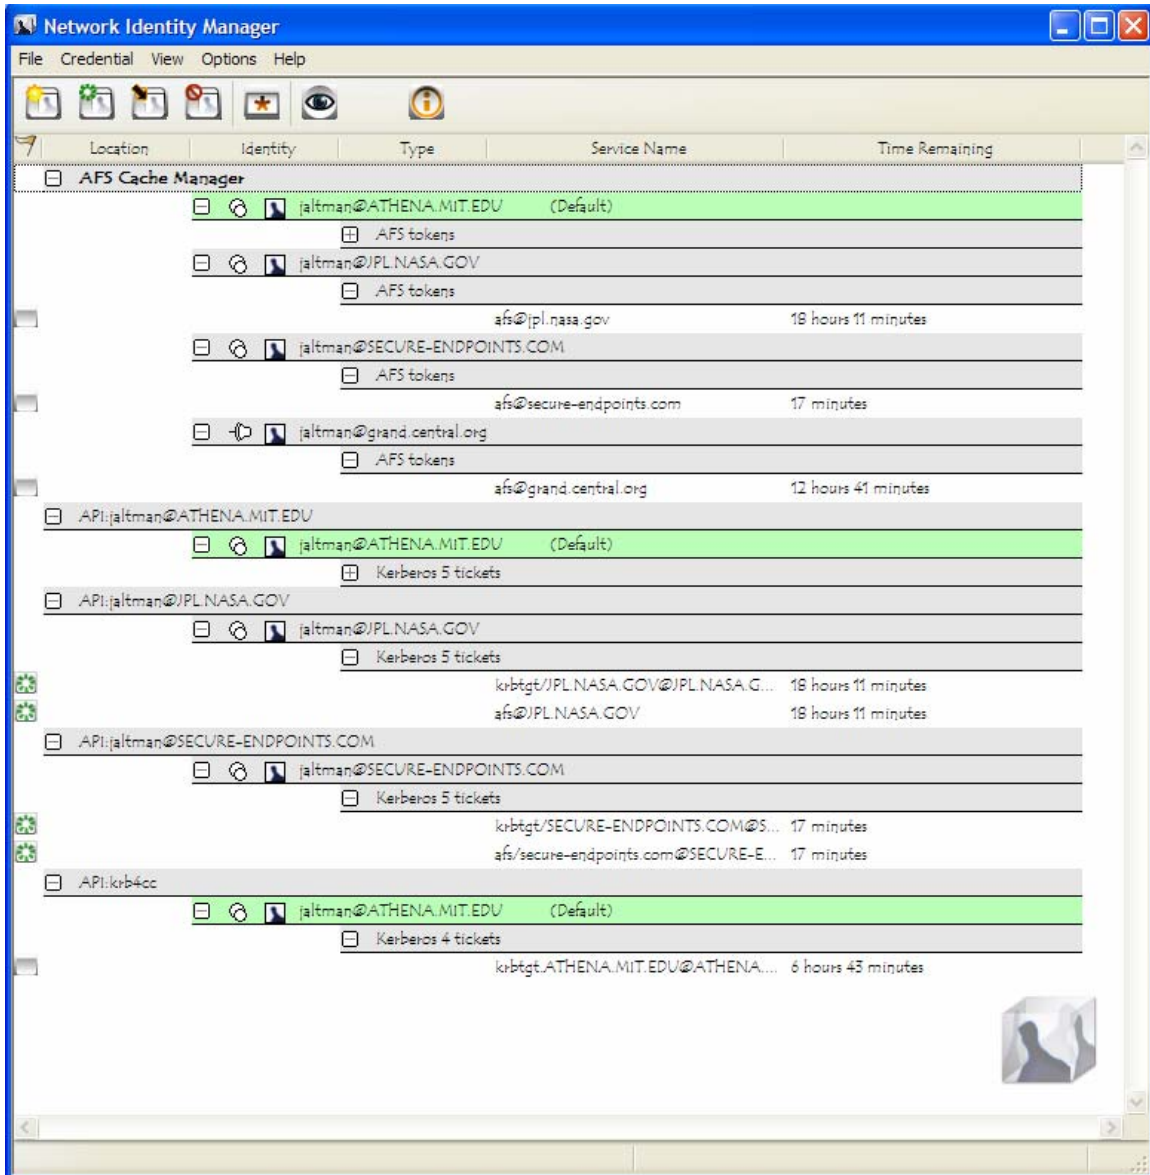 Network Identity Manager
File Credential View Options Help
Location Identity Type Service Name Time Remaining
AFS Cache Manager
jaltman@ATHENA.MIT.EDU (Default)
AFS tokens
jaltman@JPL.NASA.GOV
AFS tokens
afs@jpl.nasa.gov 18 hours 11 minutes
jaltman@SECURE-ENDPOINTS.COM
AFS tokens
afs@secure-endpoints.com 17 minutes
jaltman@grand.central.org
AFS tokens
afs@grand.central.org 12 hours 41 minutes
API:jaltman@ATHENA.MIT.EDU
jaltman@ATHENA.MIT.EDU (Default)
Kerberos 5 tickets
API:jaltman@JPL.NASA.GOV
jaltman@JPL.NASA.GOV
Kerberos 5 tickets
krbtgt/JPL.NASA.GOV@JPL.NASA.G... 18 hours 11 minutes
afs@JPL.NASA.GOV 18 hours 11 minutes
API:jaltman@SECURE-ENDPOINTS.COM
jaltman@SECURE-ENDPOINTS.COM
Kerberos 5 tickets
krbtgt/SECURE-ENDPOINTS.COM@S... 17 minutes
afs/secure-endpoints.com@SECURE-E... 17 minutes
API:krb4cc
jaltman@ATHENA.MIT.EDU (Default)
Kerberos 4 tickets
krbtgt.ATHENA.MIT.EDU@ATHENA.... 6 hours 43 minutes